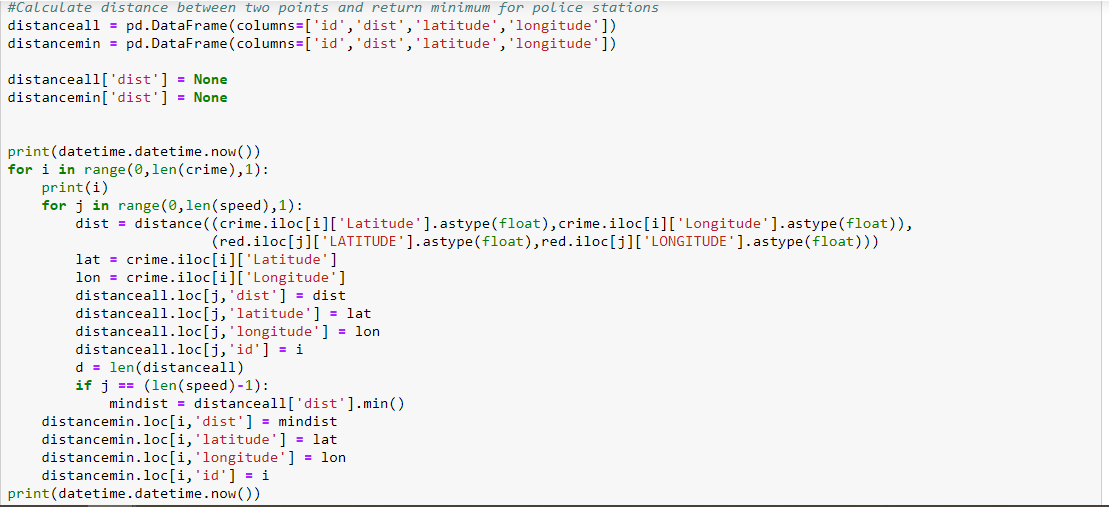 #Calculate distance between two points and return minimum for police stations
distanceall = pd.DataFrame(columns=['id','dist','latitude','longitude'])
distancemin = pd.DataFrame(columns=['id','dist','latitude','longitude'])
distanceall['dist'] = None
distancemin['dist'] = None
print(datetime.datetime.now())
for i in range(0,len(crime),1):
    print(i)
    for j in range(0,len(speed),1):
        dist = distance((crime.iloc[i]['Latitude'].astype(float),crime.iloc[i]['Longitude'].astype(float)),
                        (red.iloc[j]['LATITUDE'].astype(float),red.iloc[j]['LONGITUDE'].astype(float)))
        lat = crime.iloc[i]['Latitude']
        lon = crime.iloc[i]['Longitude']
        distanceall.loc[j,'dist'] = dist
        distanceall.loc[j,'latitude'] = lat
        distanceall.loc[j,'longitude'] = lon
        distanceall.loc[j,'id'] = i
        d = len(distanceall)
        if j == (len(speed)-1):
            mindist = distanceall['dist'].min()
    distancemin.loc[i,'dist'] = mindist
    distancemin.loc[i,'latitude'] = lat
    distancemin.loc[i,'longitude'] = lon
    distancemin.loc[i,'id'] = i
print(datetime.datetime.now())